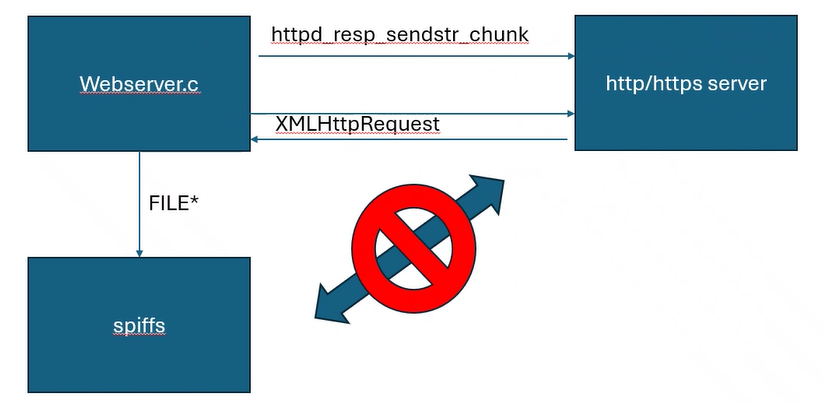 httpd_resp_sendstr_chunk
Webserver.c
http/https server
XMLHttpRequest
FILE*
spiffs